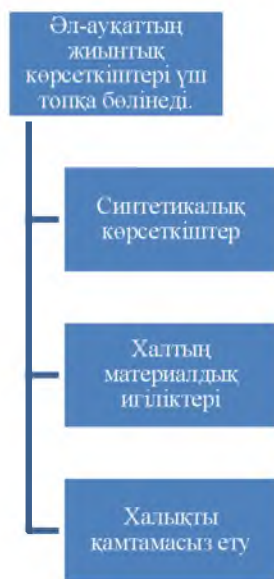 Әл-ауқаттың
жиынтық
көрсеткіштері үш
топқа бөлінеді.
Синтетикалық
көрсеткіштер
Халтың
материалдық
игіліктері
Халықты
қамтамасыз ету